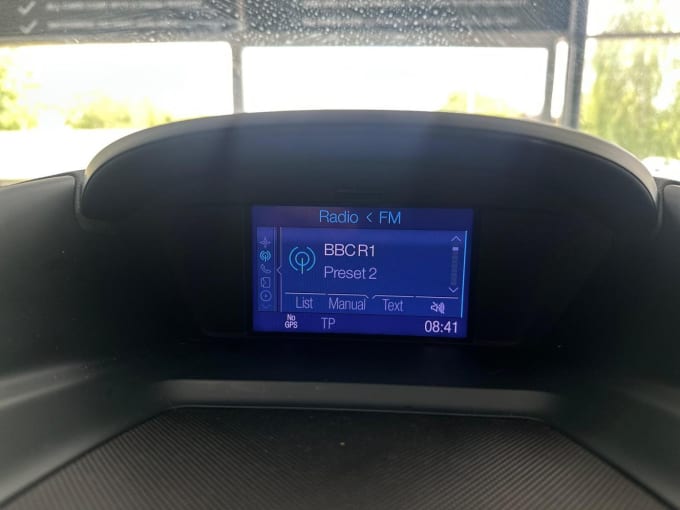 Radio < FM
BBC R1
Preset 2
List Manual Text
No
GPS
TP
08:41